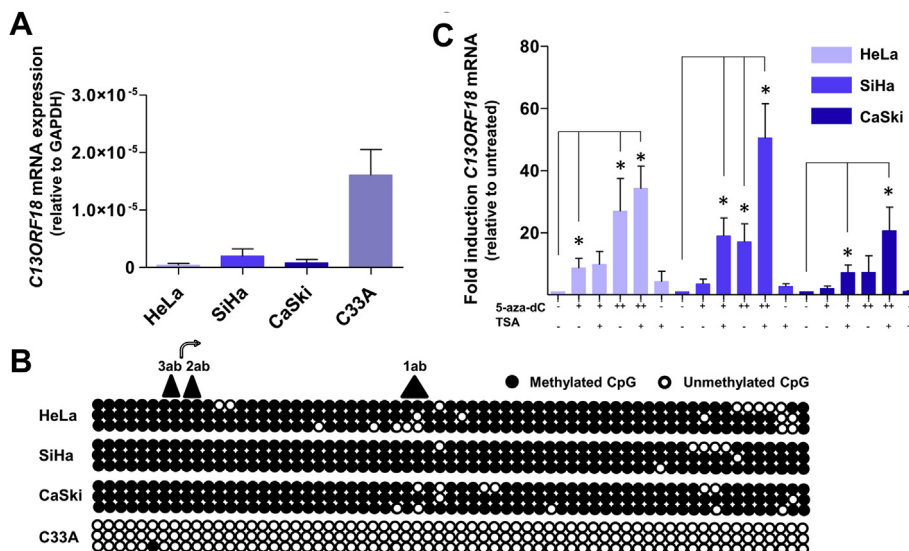 A
C13ORF18 mRNA expression
(relative to GAPDH)
3.0×10⁻⁵
2.0×10⁻⁵
1.0×10⁻⁵
0
HeLa
SiHa
CaSki
C33A
C
Fold induction C13ORF18 mRNA
(relative to untreated)
80
60
40
20
HeLa
SiHa
CaSki
* * * * * * * *
5-aza-dC - + + ++ ++ - - + + ++ ++ - - + + ++ ++ -
TSA - - + - + + - - + - + + - - + - + +
B
3ab 2ab 1ab
Methylated CpG Unmethylated CpG
HeLa
SiHa
CaSki
C33A